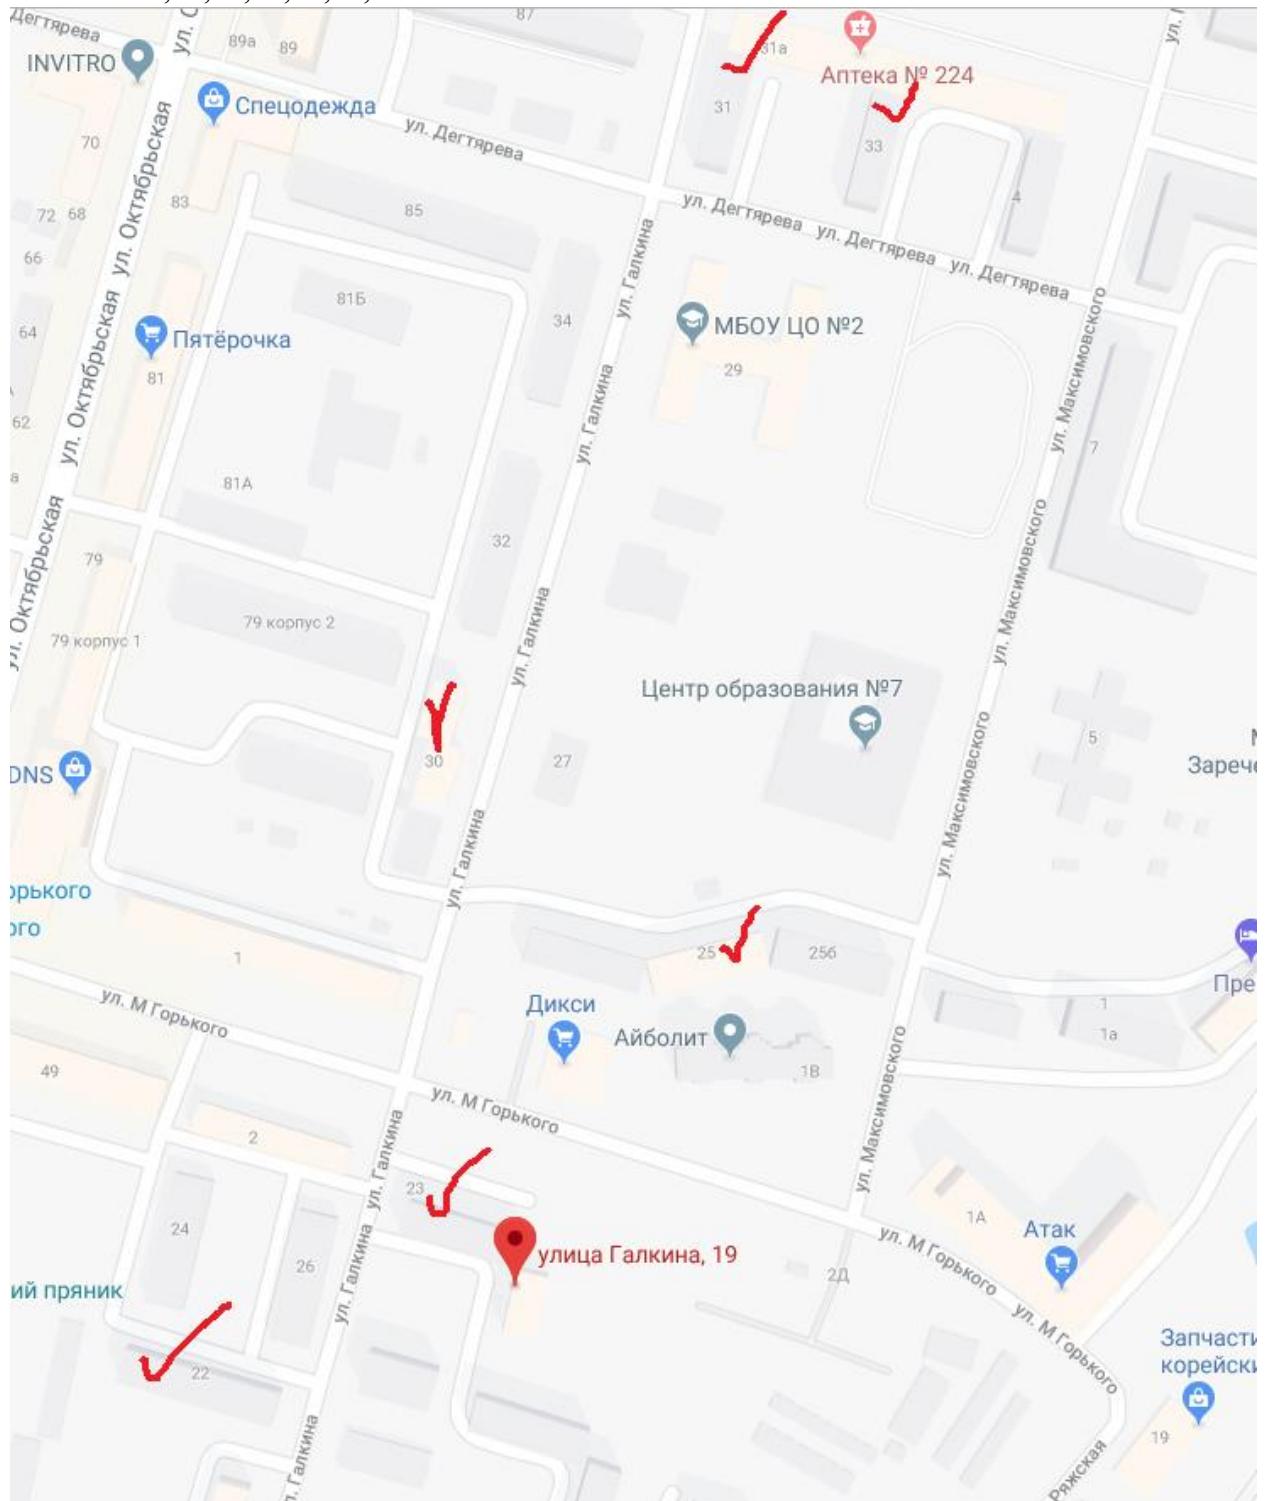 Дегтярева
ул. О
89а
89
87
ул.
INVITRO
31а
Аптека № 224
Спецодежда
31
33
70
ул. Дегтярева
72
68
83
85
ул. Дегтярева
ул. Дегтярева
ул. Дегтярева
4
66
ул. Октябрьская
ул. Октябрьская
81Б
34
ул. Галкина
МБОУ ЦО №2
64
Пятёрочка
81
29
ул. Галкина
ул. Максимовского
62
7
а
81А
32
79
ул. Октябрьская
79 корпус 2
79 корпус 1
ул. Галкина
ул. Максимовского
Центр образования №7
5
DNS
30
27
Зарече
ул. Галкина
ул. Максимовского
орького
ого
1
25
25б
Пре
ул. М Горького
Дикси
Айболит
1
1а
49
1В
ул. М Горького
ул. Максимовского
2
ул. Галкина
23
24
1А
Атак
26
ул. Галкина
улица Галкина, 19
ул. М Горького
2Д
ий пряник
ул. М Горького
22
Запчасти
корейски
19
л. Галкина
Ряжская